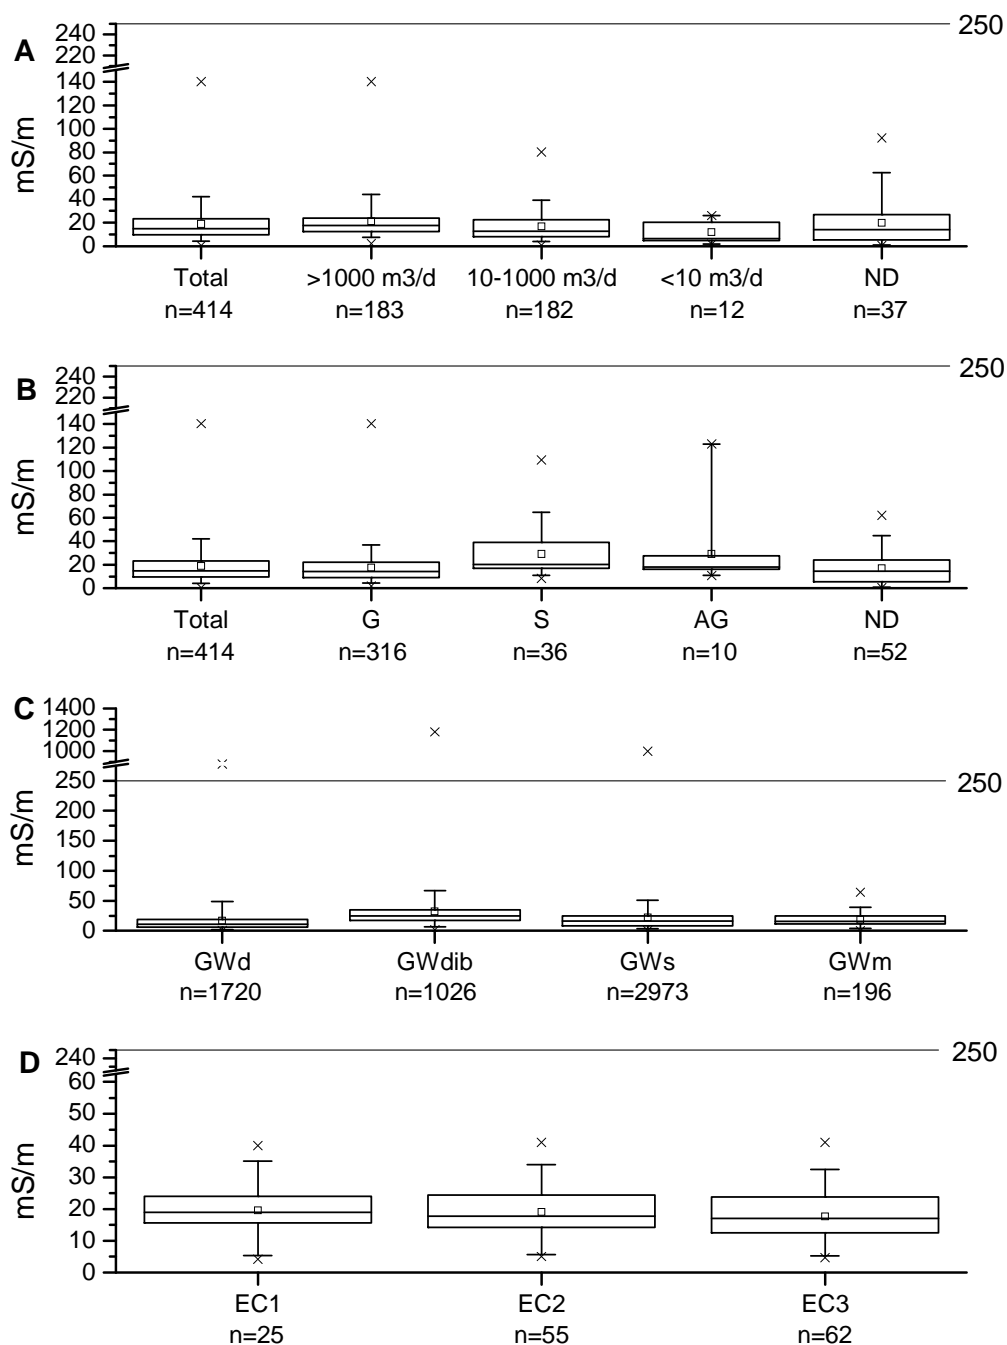 A
250
240
220
140
120
100
80
60
40
20
0
mS/m
Total >1000 m3/d 10-1000 m3/d <10 m3/d ND
n=414 n=183 n=182 n=12 n=37
B
250
240
220
140
120
100
80
60
40
20
0
mS/m
Total G S AG ND
n=414 n=316 n=36 n=10 n=52
C
1400
1200
1000
250
250
200
150
100
50
0
mS/m
GWd GWdib GWs GWm
n=1720 n=1026 n=2973 n=196
D
250
240
60
50
40
30
20
10
0
mS/m
EC1 EC2 EC3
n=25 n=55 n=62